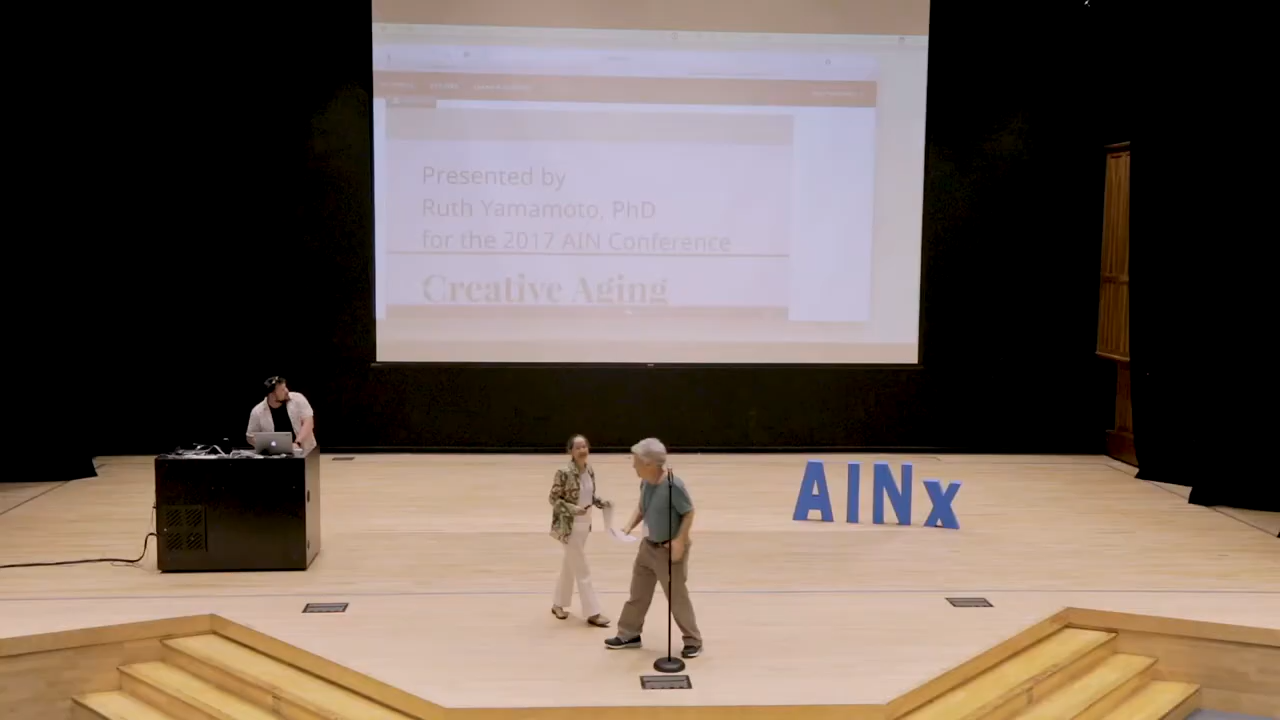 Presented by
Ruth Yamamoto, PhD
for the 2017 AIN Conference
Creative Aging
AINx